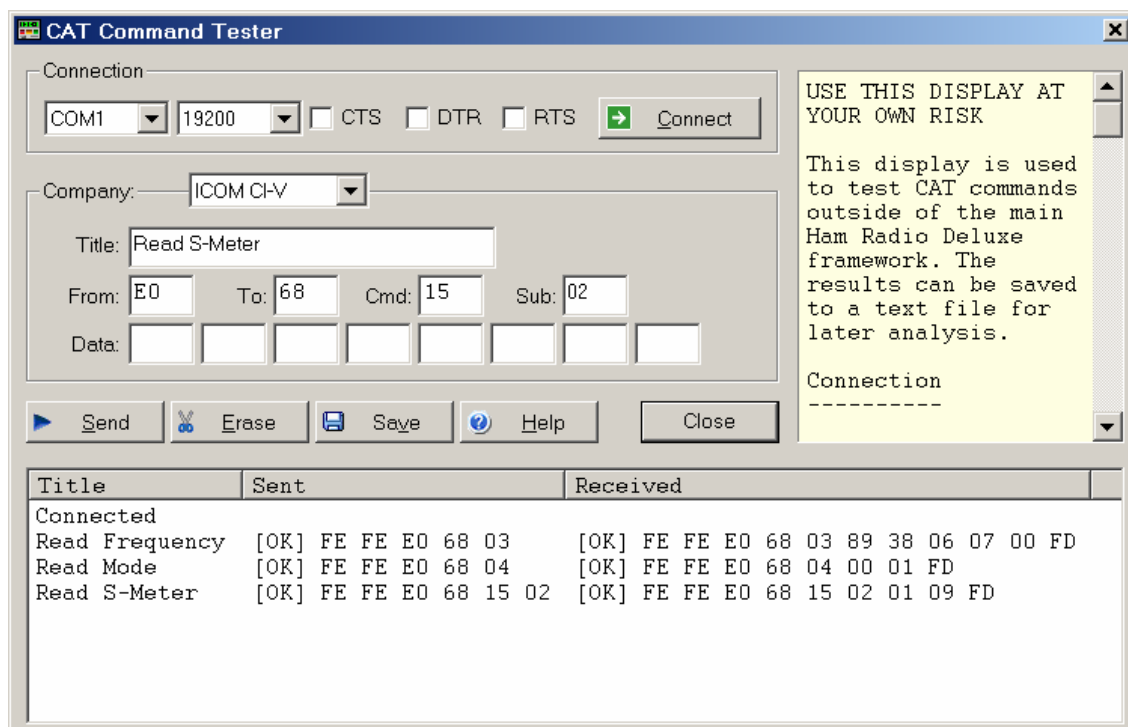 CAT Command Tester
Connection
COM1 19200 CTS DTR RTS Connect
Company: ICOM CI-V
Title: Read S-Meter
From: E0 To: 68 Cmd: 15 Sub: 02
Data:
Send Erase Save Help Close
USE THIS DISPLAY AT
YOUR OWN RISK
This display is used
to test CAT commands
outside of the main
Ham Radio Deluxe
framework. The
results can be saved
to a text file for
later analysis.
Connection
----------
Title Sent Received
Connected
Read Frequency [OK] FE FE E0 68 03 [OK] FE FE E0 68 03 89 38 06 07 00 FD
Read Mode [OK] FE FE E0 68 04 [OK] FE FE E0 68 04 00 01 FD
Read S-Meter [OK] FE FE E0 68 15 02 [OK] FE FE E0 68 15 02 01 09 FD